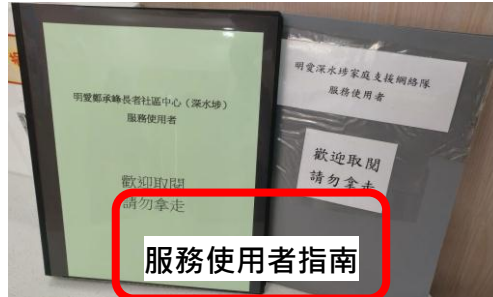 明愛鄭承峰長者社區中心（深水埗）
服務使用者
歡迎取閱
請勿拿走
明愛深水埗家庭支援網絡隊
服務使用者
歡迎取閱
請勿拿走
服務使用者指南